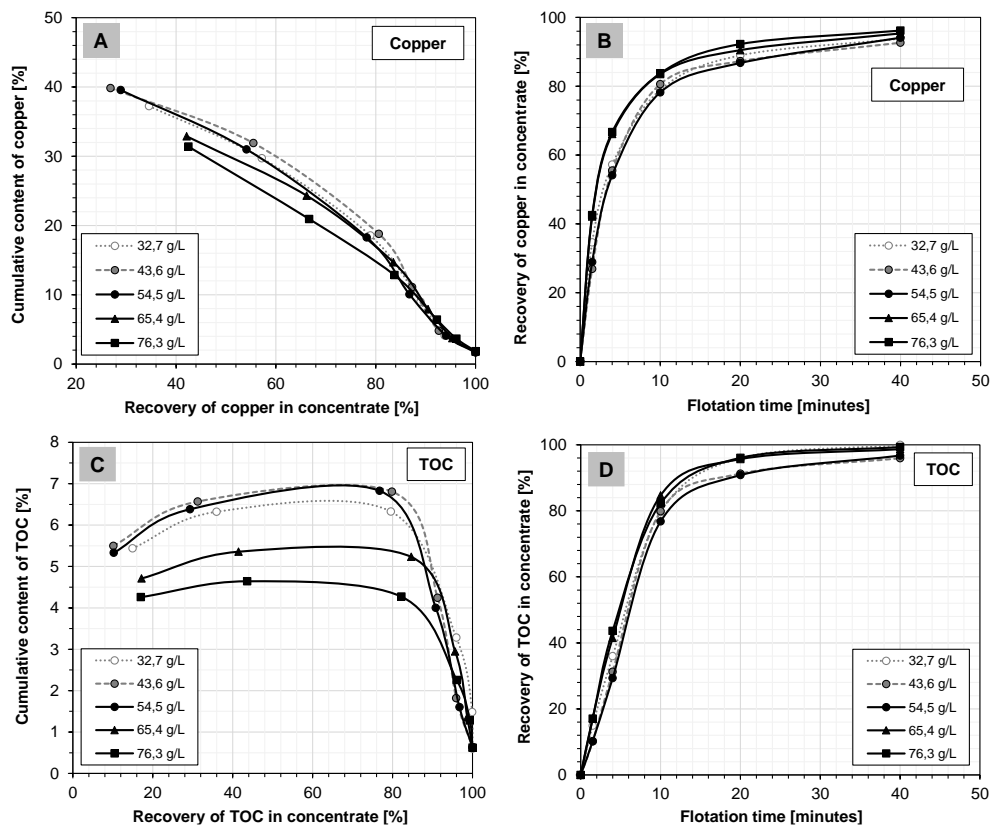 A
Copper
Cumulative content of copper [%]
50
40
30
20
10
0
32,7 g/L
43,6 g/L
54,5 g/L
65,4 g/L
76,3 g/L
20 40 60 80 100
Recovery of copper in concentrate [%]
B
Copper
Recovery of copper in concentrate [%]
100
80
60
40
20
0
32,7 g/L
43,6 g/L
54,5 g/L
65,4 g/L
76,3 g/L
0 10 20 30 40 50
Flotation time [minutes]
C
TOC
Cumulative content of TOC [%]
8
7
6
5
4
3
2
1
0
32,7 g/L
43,6 g/L
54,5 g/L
65,4 g/L
76,3 g/L
0 20 40 60 80 100
Recovery of TOC in concentrate [%]
D
TOC
Recovery of TOC in concentrate [%]
100
80
60
40
20
0
32,7 g/L
43,6 g/L
54,5 g/L
65,4 g/L
76,3 g/L
0 10 20 30 40 50
Flotation time [minutes]